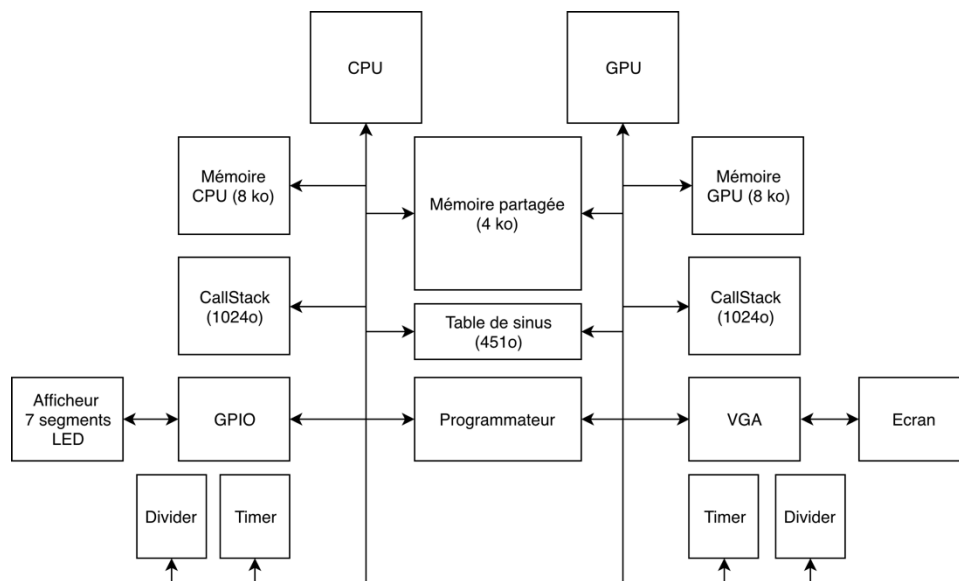 CPU
GPU
Mémoire
CPU (8 ko)
Mémoire partagée
(4 ko)
Mémoire
GPU (8 ko)
CallStack
(1024o)
Table de sinus
(451o)
CallStack
(1024o)
Afficheur
7 segments
LED
GPIO
Programmateur
VGA
Ecran
Divider
Timer
Timer
Divider